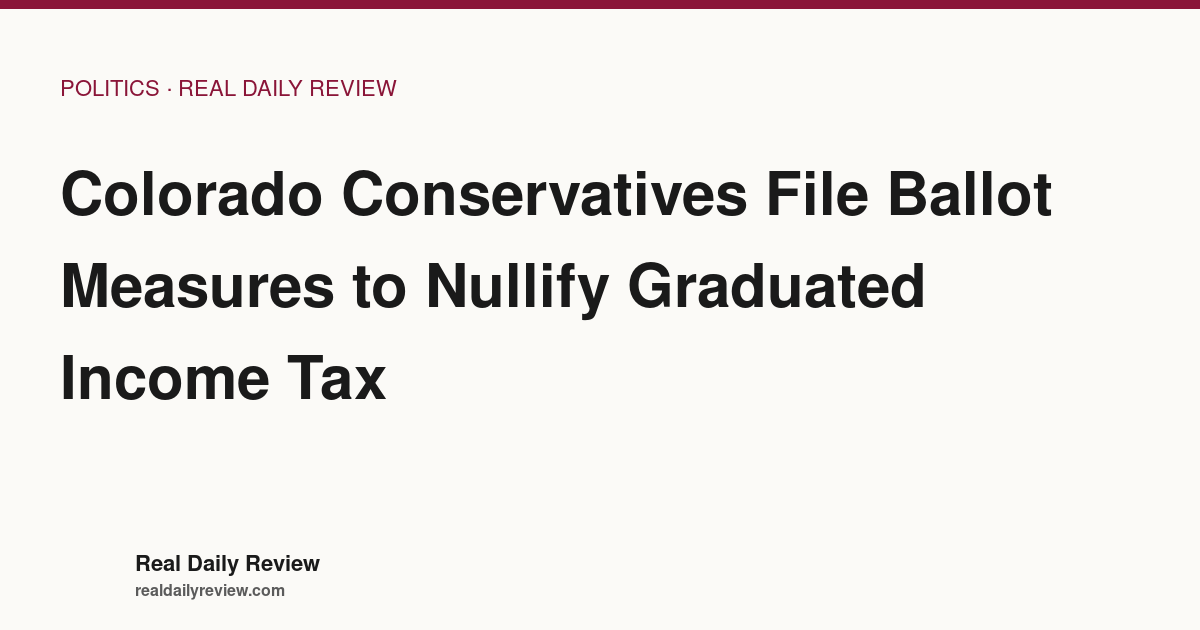 POLITICS · REAL DAILY REVIEW
Colorado Conservatives File Ballot
Measures to Nullify Graduated
Income Tax
Real Daily Review
realdailyreview.com